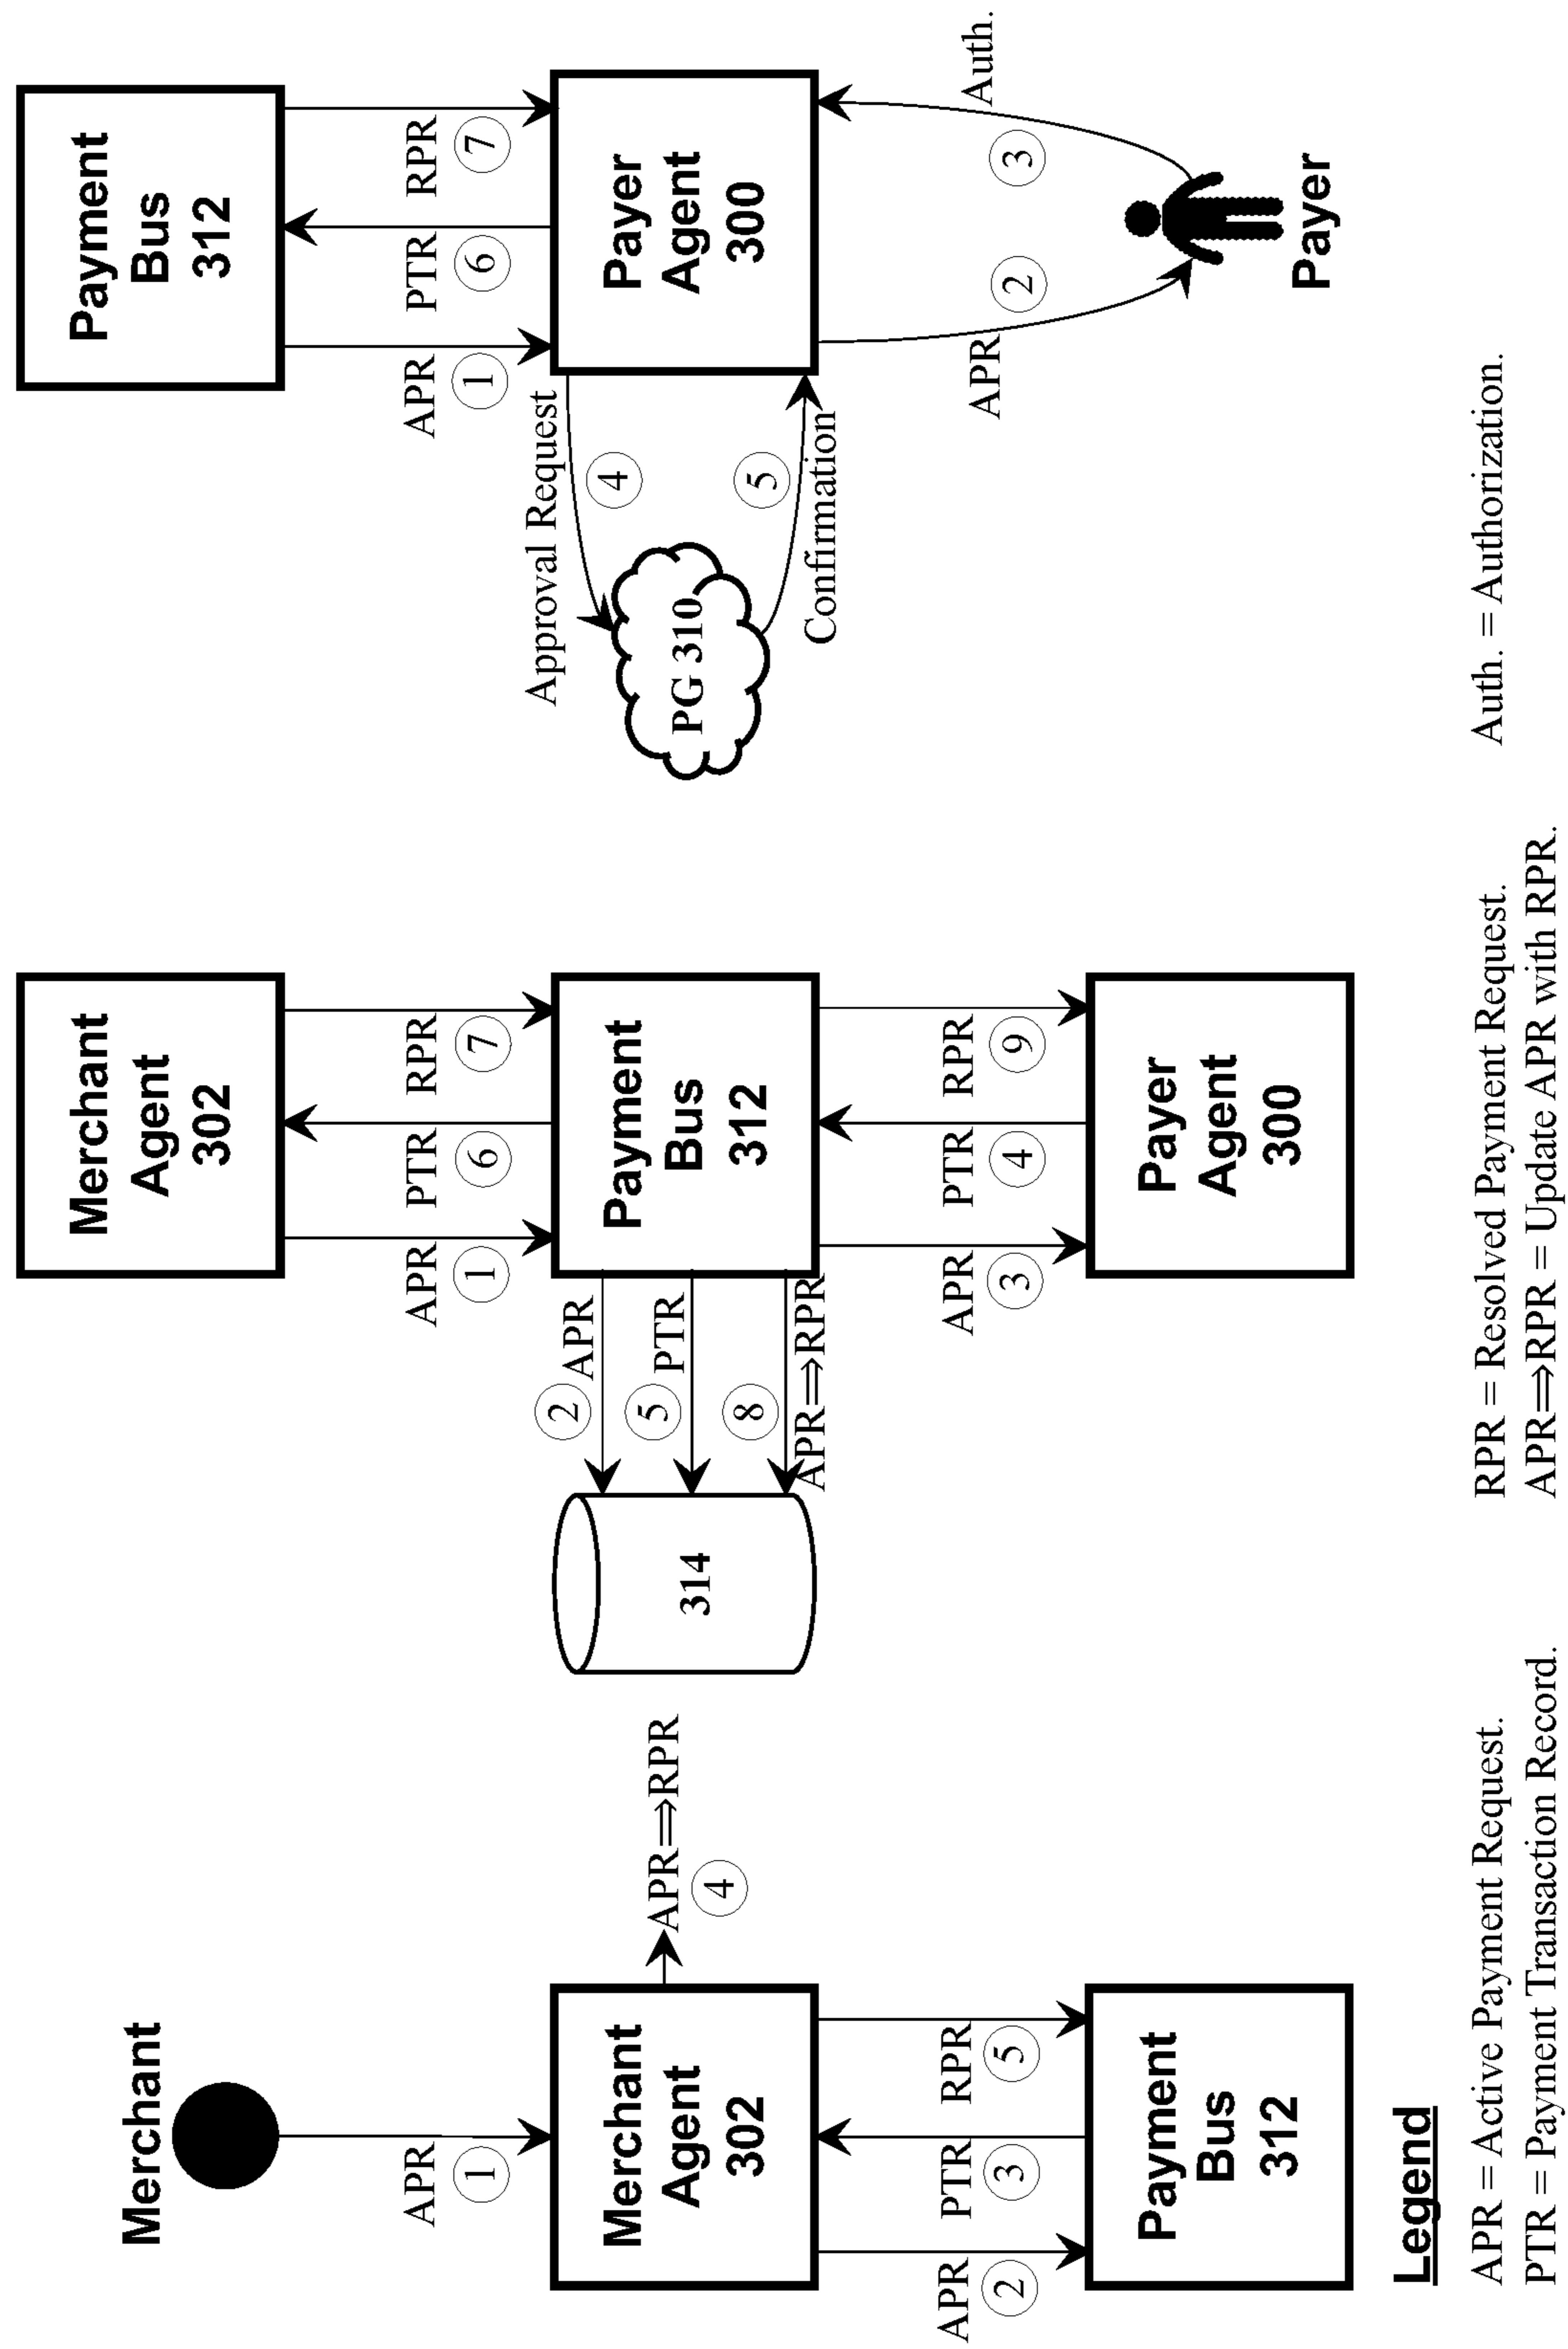 Merchant
APR
1
Merchant
Agent
302
APR⇒RPR
4
APR
2
PTR
3
RPR
5
Payment
Bus
312
Merchant
Agent
302
APR
1
PTR
6
RPR
7
Payment
Bus
312
2
APR
5
PTR
8
APR⇒RPR
314
APR
3
PTR
4
RPR
9
Payer
Agent
300
Payment
Bus
312
APR
1
PTR
6
RPR
7
Payer
Agent
300
Approval Request
4
PG 310
5
Confirmation
APR
2
3
Auth.
Payer
Legend
APR = Active Payment Request.
RPR = Resolved Payment Request.
Auth. = Authorization.
PTR = Payment Transaction Record.
APR⇒RPR = Update APR with RPR.